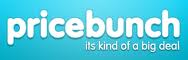 pricebunch
its kind of a big deal